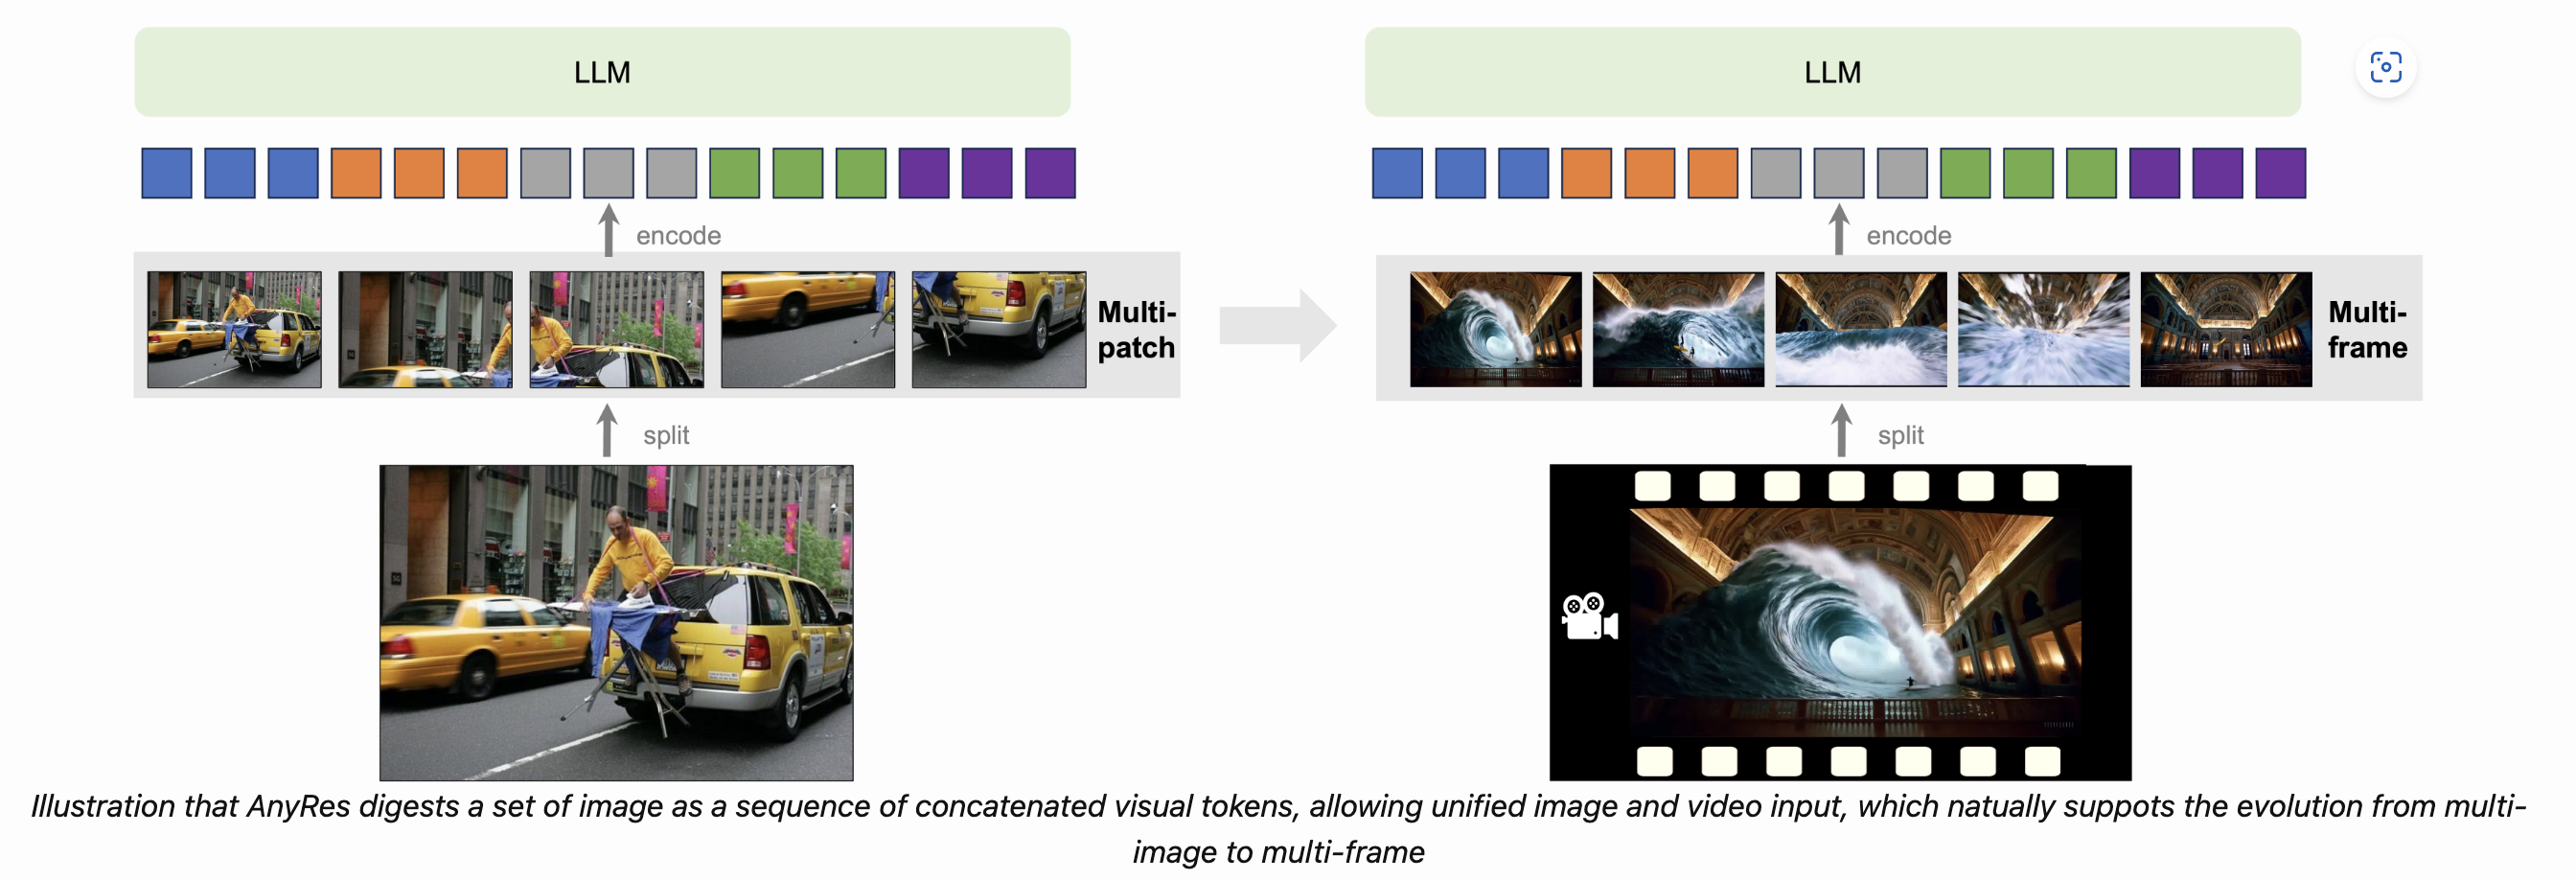 LLM
LLM
encode
encode
Multi-
patch
Multi-
frame
split
split
Illustration that AnyRes digests a set of image as a sequence of concatenated visual tokens, allowing unified image and video input, which natually suppots the evolution from multi-
image to multi-frame